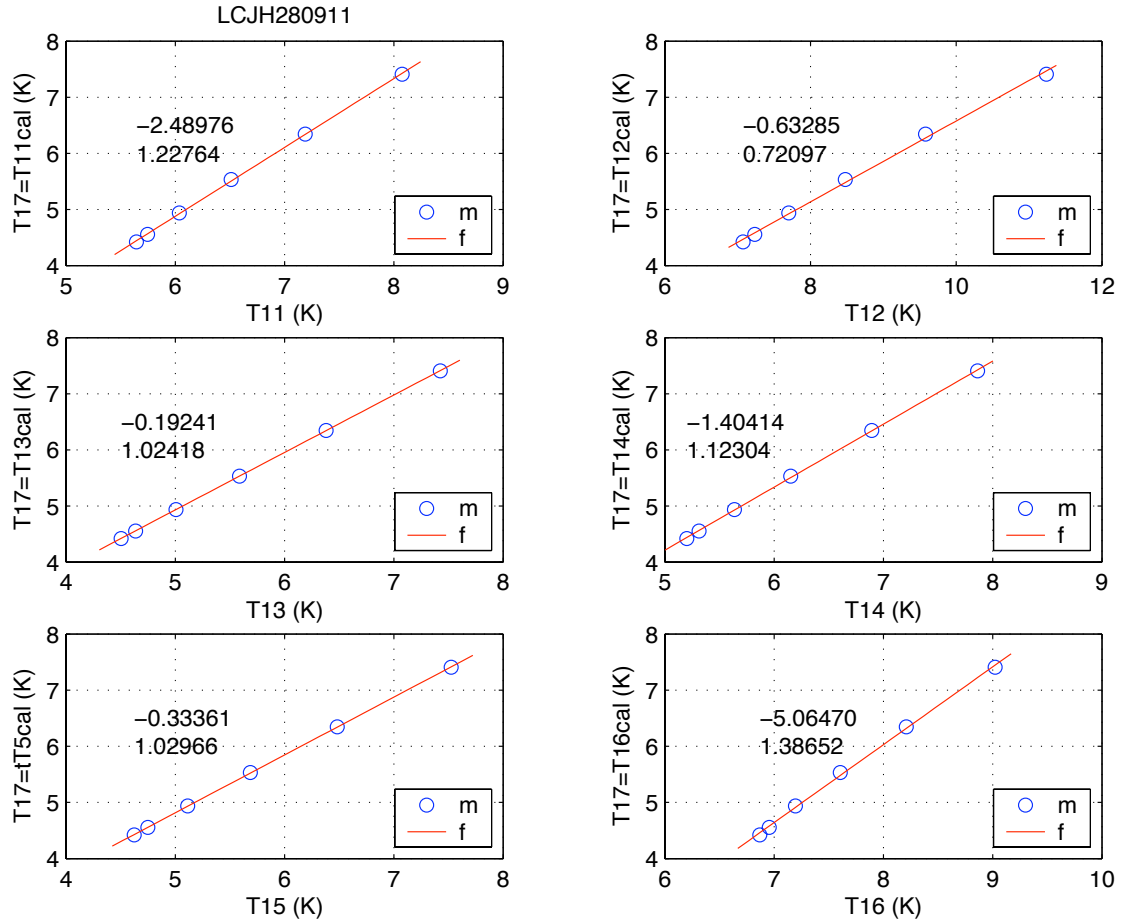 LCJH280911
8
7
6
5
4
T17=T11cal (K)
−2.48976
1.22764
m
f
5 6 7 8 9
T11 (K)
8
7
6
5
4
T17=T12cal (K)
−0.63285
0.72097
m
f
6 8 10 12
T12 (K)
8
7
6
5
4
T17=T13cal (K)
−0.19241
1.02418
m
f
4 5 6 7 8
T13 (K)
8
7
6
5
4
T17=T14cal (K)
−1.40414
1.12304
m
f
5 6 7 8 9
T14 (K)
8
7
6
5
4
T17=tT5cal (K)
−0.33361
1.02966
m
f
4 5 6 7 8
T15 (K)
8
7
6
5
4
T17=T16cal (K)
−5.06470
1.38652
m
f
6 7 8 9 10
T16 (K)